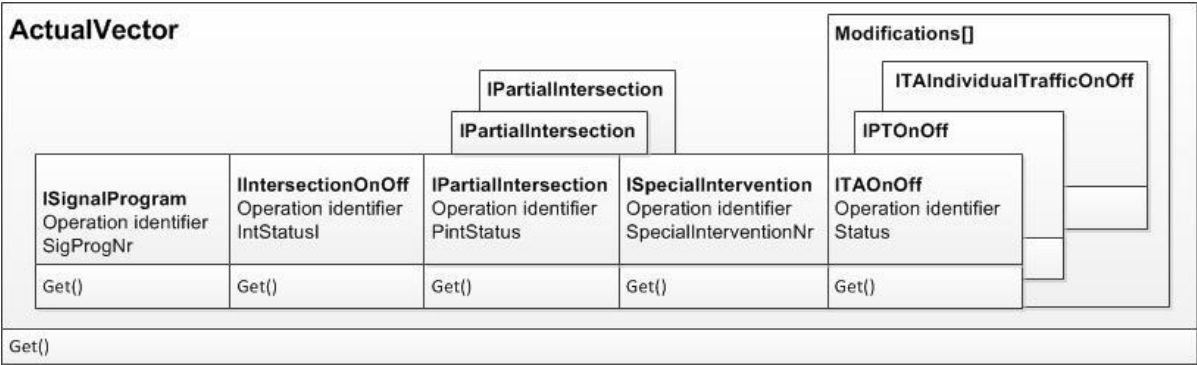 ActualVector
Modifications[]
ITAIndividualTrafficOnOff
IPartialIntersection
IPTOnOff
IPartialIntersection
ISignalProgram
Operation identifier
SigProgNr
Get()
IIntersectionOnOff
Operation identifier
IntStatusI
Get()
IPartialIntersection
Operation identifier
PintStatus
Get()
ISpecialIntervention
Operation identifier
SpecialInterventionNr
Get()
ITAOnOff
Operation identifier
Status
Get()
Get()